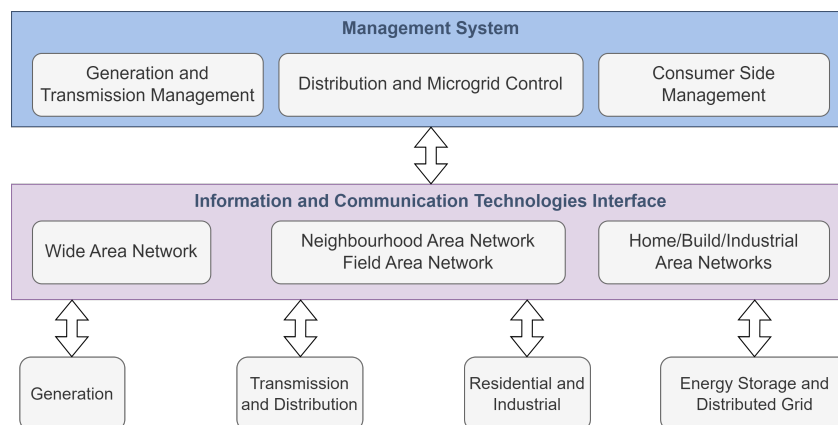 Management System
Generation and
Transmission Management
Distribution and Microgrid Control
Consumer Side
Management
Information and Communication Technologies Interface
Wide Area Network
Neighbourhood Area Network
Field Area Network
Home/Build/Industrial
Area Networks
Generation
Transmission
and Distribution
Residential and
Industrial
Energy Storage and
Distributed Grid